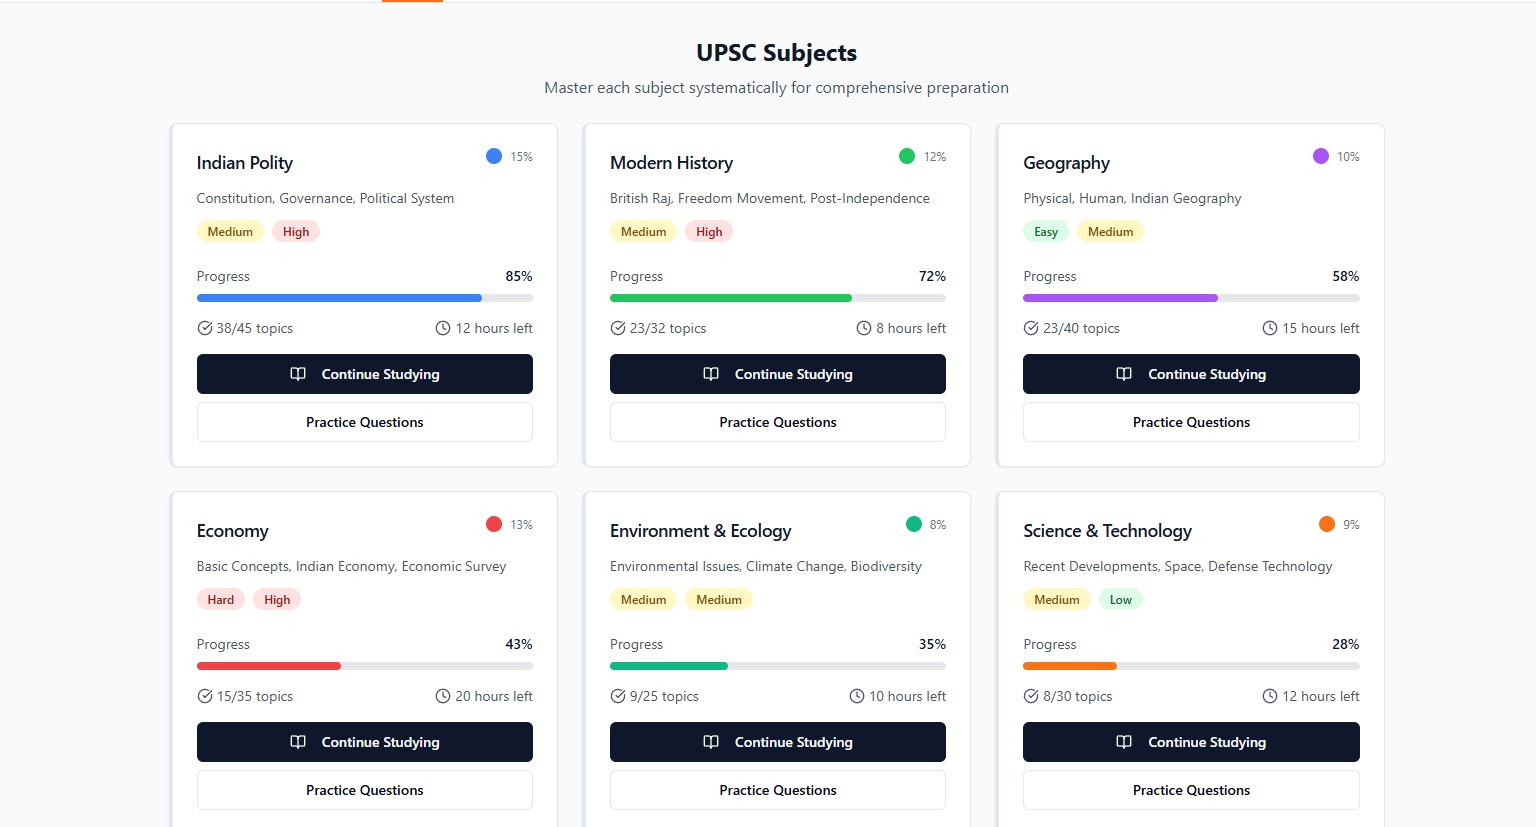 UPSC Subjects
Master each subject systematically for comprehensive preparation
Indian Polity
15%
Constitution, Governance, Political System
Medium High
Progress 85%
38/45 topics 12 hours left
Continue Studying
Practice Questions
Modern History
12%
British Raj, Freedom Movement, Post-Independence
Medium High
Progress 72%
23/32 topics 8 hours left
Continue Studying
Practice Questions
Geography
10%
Physical, Human, Indian Geography
Easy Medium
Progress 58%
23/40 topics 15 hours left
Continue Studying
Practice Questions
Economy
13%
Basic Concepts, Indian Economy, Economic Survey
Hard High
Progress 43%
15/35 topics 20 hours left
Continue Studying
Practice Questions
Environment & Ecology
8%
Environmental Issues, Climate Change, Biodiversity
Medium Medium
Progress 35%
9/25 topics 10 hours left
Continue Studying
Practice Questions
Science & Technology
9%
Recent Developments, Space, Defense Technology
Medium Low
Progress 28%
8/30 topics 12 hours left
Continue Studying
Practice Questions